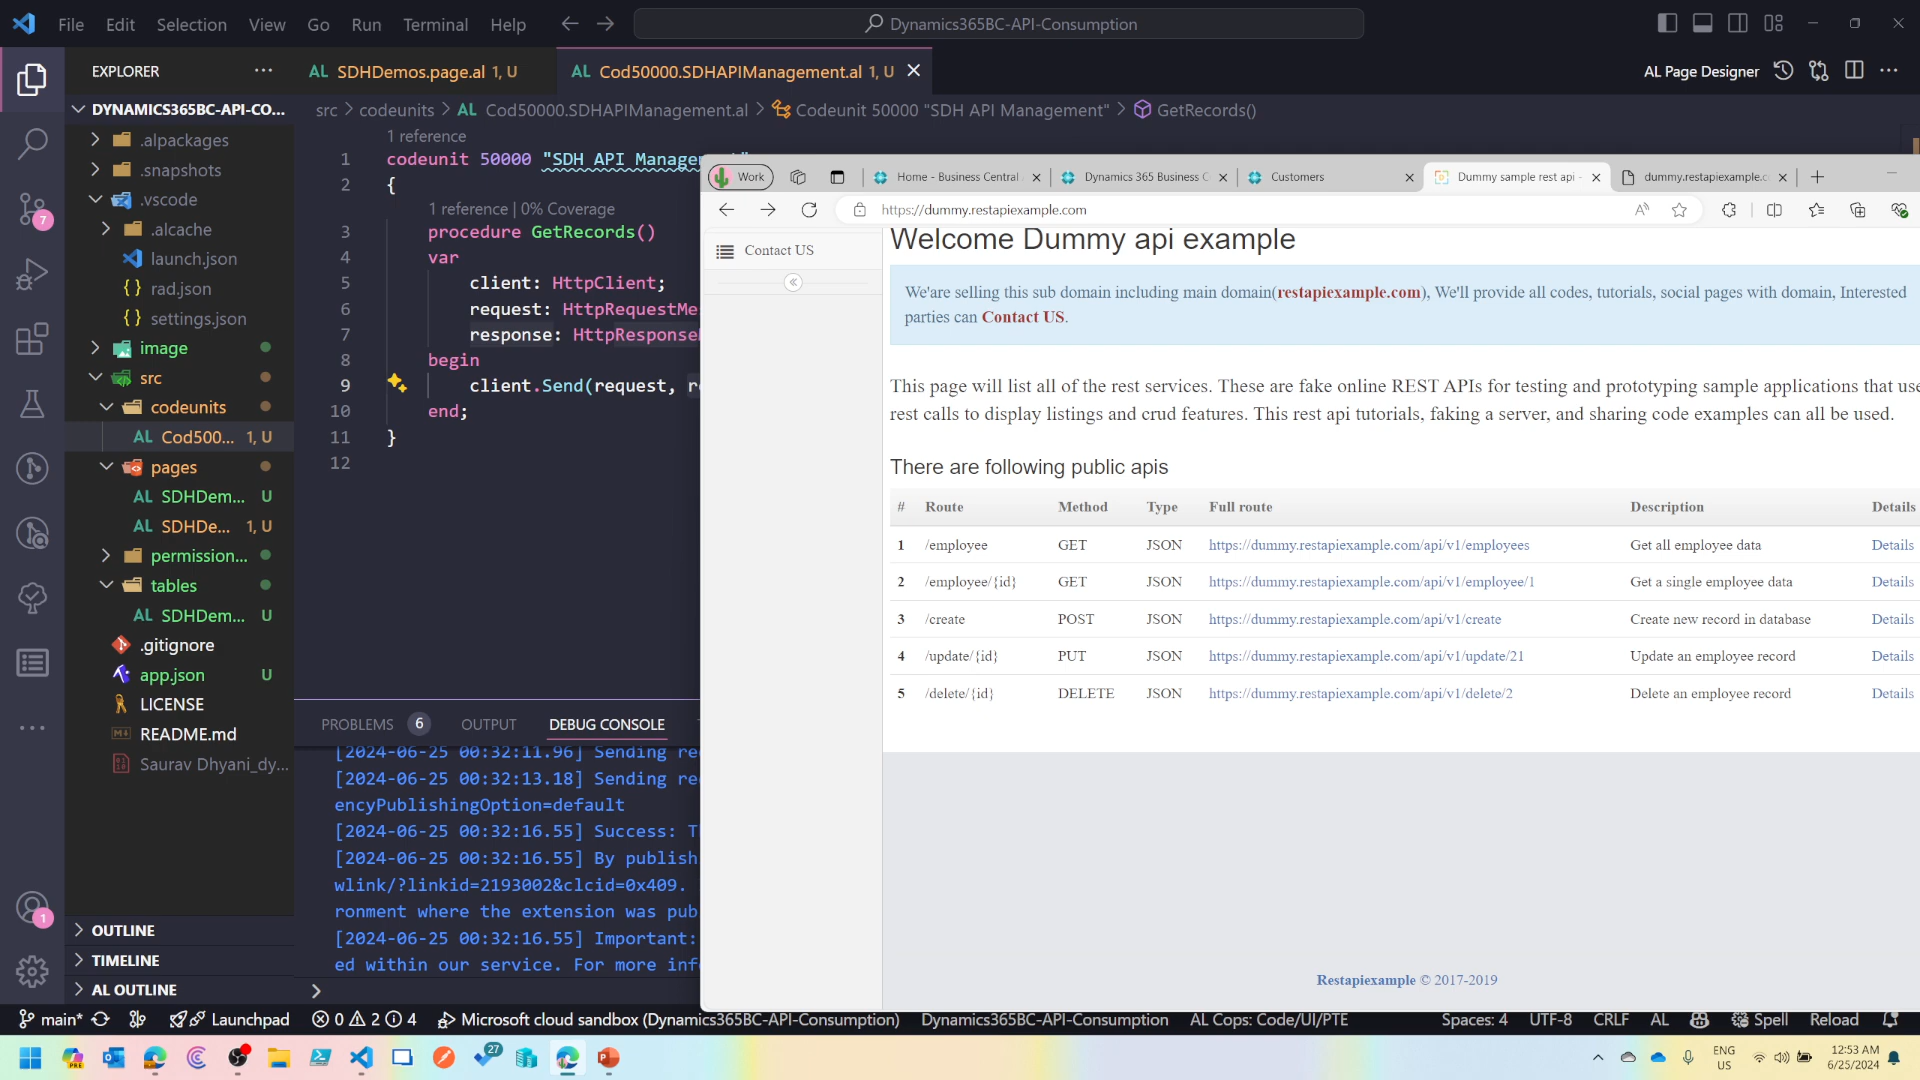 File Edit Selection View Go Run Terminal Help
Dynamics365BC-API-Consumption
EXPLORER
AL SDHDemos.page.al 1, U
AL Cod50000.SDHAPIManagement.al 1, U
AL Page Designer
DYNAMICS365BC-API-CO...
src > codeunits > AL Cod50000.SDHAPIManagement.al > Codeunit 50000 "SDH API Management" > GetRecords()
.alpackages
.snapshots
.vscode
.alcache
launch.json
rad.json
settings.json
image
src
codeunits
AL Cod500... 1, U
pages
AL SDHDem... U
AL SDHDe... 1, U
permission...
tables
AL SDHDem... U
.gitignore
app.json U
LICENSE
README.md
Saurav Dhyani_dy...
OUTLINE
TIMELINE
AL OUTLINE
7
1
1 reference
1 codeunit 50000 "SDH API Manage
2 {
1 reference | 0% Coverage
3 procedure GetRecords()
4 var
5 client: HttpClient;
6 request: HttpRequestMe
7 response: HttpResponse
8 begin
9 client.Send(request, r
10 end;
11 }
12
PROBLEMS 6 OUTPUT DEBUG CONSOLE
[2024-06-25 00:32:11.96] Sending re
[2024-06-25 00:32:13.18] Sending re
encyPublishingOption=default
[2024-06-25 00:32:16.55] Success: T
[2024-06-25 00:32:16.55] By publish
wlink/?linkid=2193002&clcid=0x409.
ronment where the extension was pub
[2024-06-25 00:32:16.55] Important:
ed within our service. For more inf
Work
Home - Business Central
Dynamics 365 Business C
Customers
Dummy sample rest api -
dummy.restapiexample.c
https://dummy.restapiexample.com
Contact US
Welcome Dummy api example
We'are selling this sub domain including main domain(restapiexample.com), We'll provide all codes, tutorials, social pages with domain, Interested
parties can Contact US.
This page will list all of the rest services. These are fake online REST APIs for testing and prototyping sample applications that use
rest calls to display listings and crud features. This rest api tutorials, faking a server, and sharing code examples can all be used.
There are following public apis
# Route Method Type Full route Description Details
1 /employee GET JSON https://dummy.restapiexample.com/api/v1/employees Get all employee data Details
2 /employee/{id} GET JSON https://dummy.restapiexample.com/api/v1/employee/1 Get a single employee data Details
3 /create POST JSON https://dummy.restapiexample.com/api/v1/create Create new record in database Details
4 /update/{id} PUT JSON https://dummy.restapiexample.com/api/v1/update/21 Update an employee record Details
5 /delete/{id} DELETE JSON https://dummy.restapiexample.com/api/v1/delete/2 Delete an employee record Details
Restapiexample © 2017-2019
main* Launchpad 0 2 4 Microsoft cloud sandbox (Dynamics365BC-API-Consumption) Dynamics365BC-API-Consumption AL Cops: Code/UI/PTE Spaces: 4 UTF-8 CRLF AL Spell Reload
PRE
27
ENG
US
12:53 AM
6/25/2024